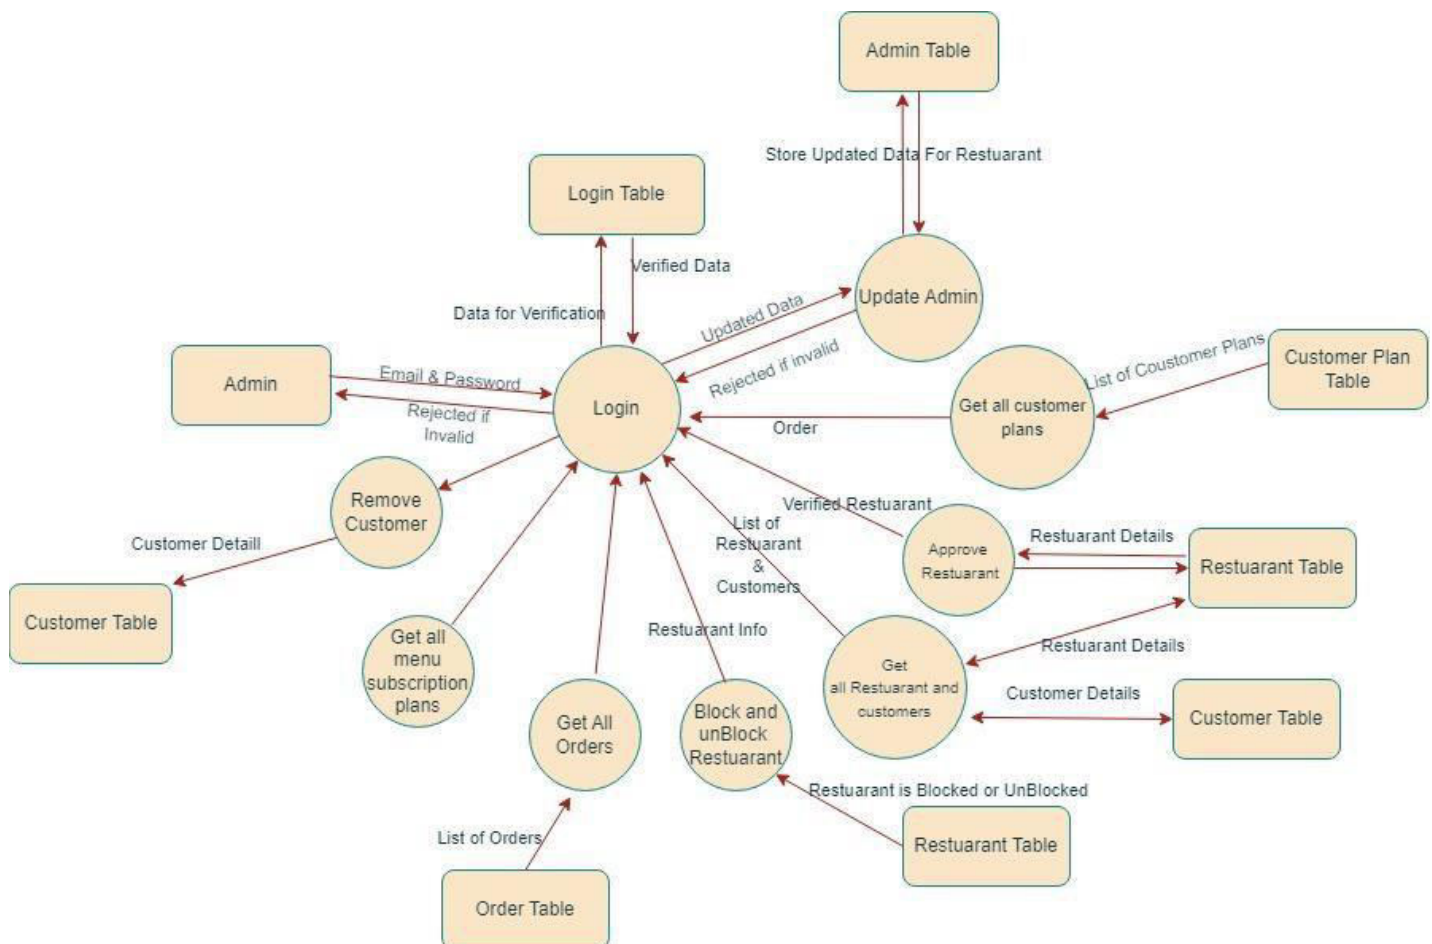 Admin Table
Store Updated Data For Restuarant
Login Table
Verified Data
Data for Verification
Updated Data
Update Admin
Rejected if invalid
Admin
Email & Password
Rejected if
Invalid
Login
List of Coustomer Plans
Customer Plan
Table
Get all customer
plans
Order
Remove
Customer
Customer Detaill
Customer Table
Verified Restuarant
List of
Restuarant
&
Customers
Approve
Restuarant
Restuarant Details
Restuarant Table
Restuarant Details
Get all
menu
subscription
plans
Restuarant Info
Get
all Restuarant and
customers
Customer Details
Customer Table
Get All
Orders
Block and
unBlock
Restuarant
Restuarant is Blocked or UnBlocked
Restuarant Table
List of Orders
Order Table